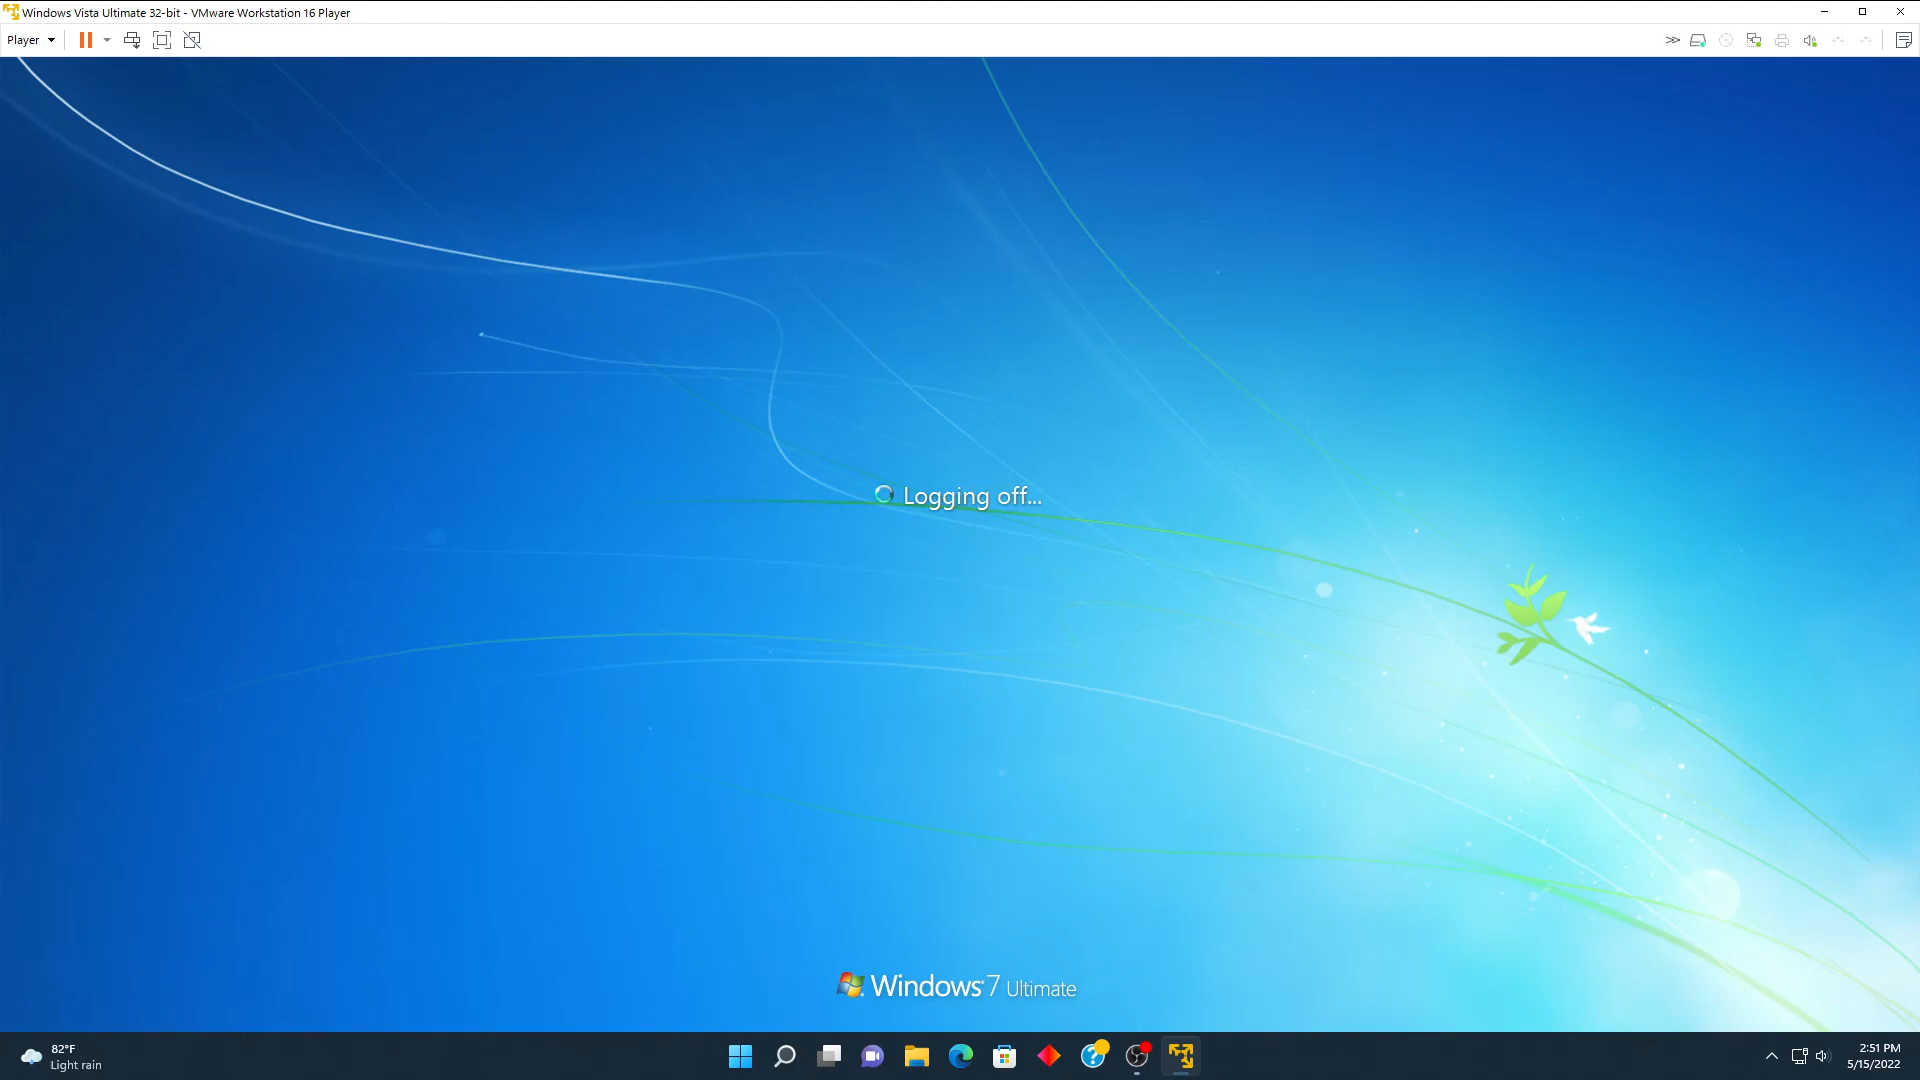 Windows Vista Ultimate 32-bit - VMware Workstation 16 Player
Player
Logging off...
Windows 7 Ultimate
82°F
Light rain
2:51 PM
5/15/2022